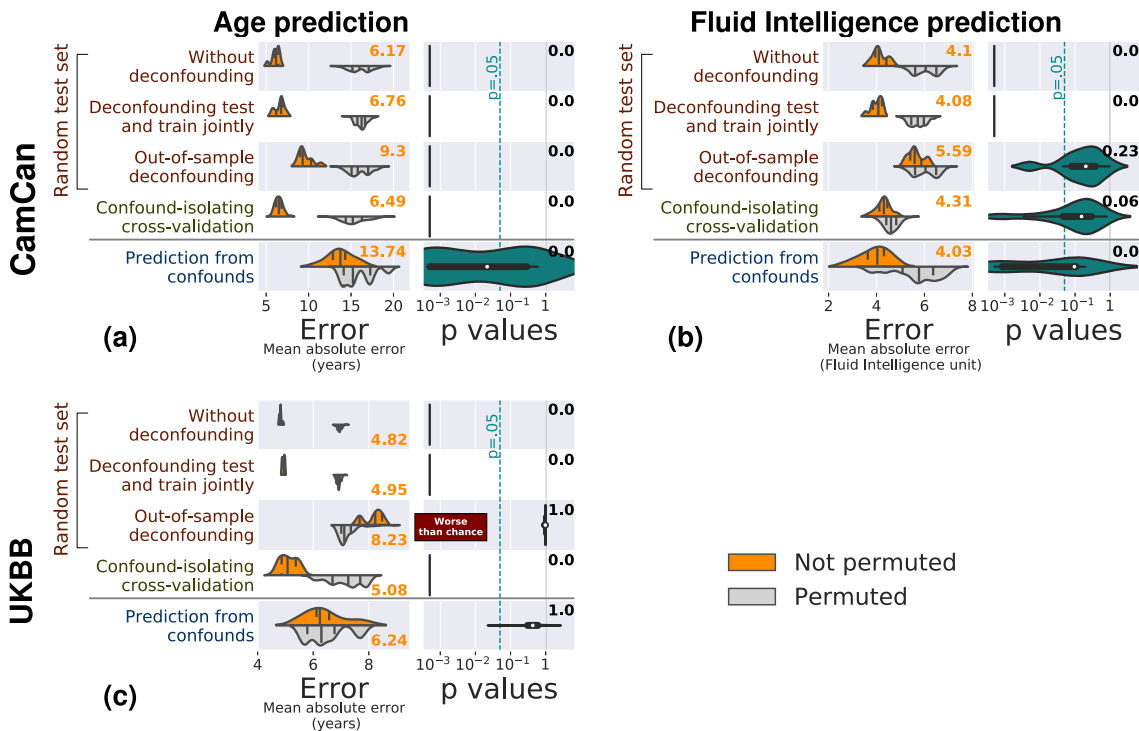 Age prediction
Fluid Intelligence prediction
CamCan
Random test set
Without
deconfounding
6.17
0.0
p=.05
Deconfounding test
and train jointly
6.76
0.0
Out-of-sample
deconfounding
9.3
0.0
Confound-isolating
cross-validation
6.49
0.0
Prediction from
confounds
13.74
0.0
5 10 15 20
10⁻³ 10⁻² 10⁻¹ 1
(a)
Error
Mean absolute error
(years)
p values
Random test set
Without
deconfounding
4.1
0.0
p=.05
Deconfounding test
and train jointly
4.08
0.0
Out-of-sample
deconfounding
5.59
0.23
Confound-isolating
cross-validation
4.31
0.06
Prediction from
confounds
4.03
0.0
2 4 6 8
10⁻³ 10⁻² 10⁻¹ 1
(b)
Error
Mean absolute error
(Fluid Intelligence unit)
p values
UKBB
Random test set
Without
deconfounding
4.82
0.0
p=.05
Deconfounding test
and train jointly
4.95
0.0
Out-of-sample
deconfounding
8.23
Worse
than chance
1.0
Confound-isolating
cross-validation
5.08
0.0
Prediction from
confounds
6.24
1.0
4 6 8
10⁻³ 10⁻² 10⁻¹ 1
(c)
Error
Mean absolute error
(years)
p values
Not permuted
Permuted